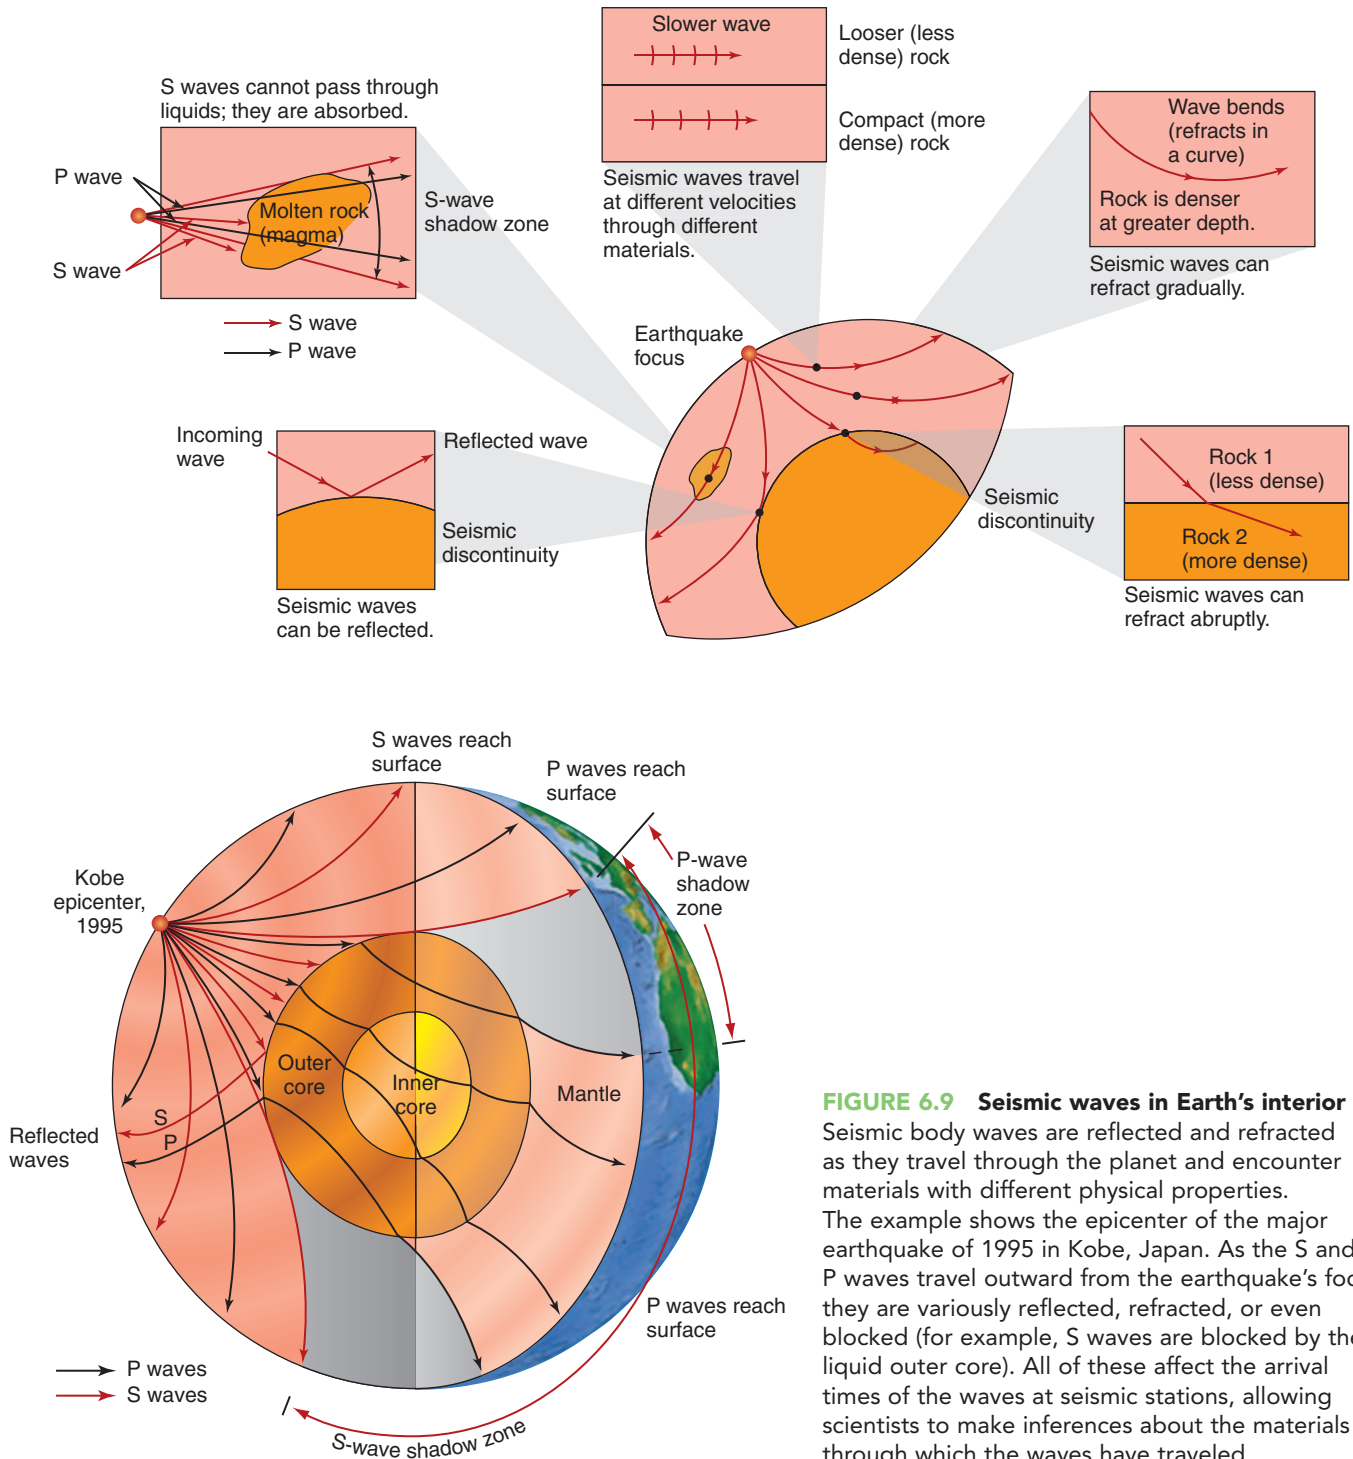 Slower wave
Looser (less
dense) rock
Compact (more
dense) rock
Seismic waves travel
at different velocities
through different
materials.
S waves cannot pass through
liquids; they are absorbed.
P wave
S wave
Molten rock
(magma)
S-wave
shadow zone
S wave
P wave
Wave bends
(refracts in
a curve)
Rock is denser
at greater depth.
Seismic waves can
refract gradually.
Earthquake
focus
Incoming
wave
Reflected wave
Seismic
discontinuity
Seismic waves
can be reflected.
Seismic
discontinuity
Rock 1
(less dense)
Rock 2
(more dense)
Seismic waves can
refract abruptly.
S waves reach
surface
P waves reach
surface
P-wave
shadow
zone
Kobe
epicenter,
1995
Outer
core
Inner
core
Mantle
S
P
Reflected
waves
P waves reach
surface
P waves
S waves
S-wave shadow zone
FIGURE 6.9 Seismic waves in Earth's interior
Seismic body waves are reflected and refracted
as they travel through the planet and encounter
materials with different physical properties.
The example shows the epicenter of the major
earthquake of 1995 in Kobe, Japan. As the S and
P waves travel outward from the earthquake's foc
they are variously reflected, refracted, or even
blocked (for example, S waves are blocked by the
liquid outer core). All of these affect the arrival
times of the waves at seismic stations, allowing
scientists to make inferences about the materials
through which the waves have traveled